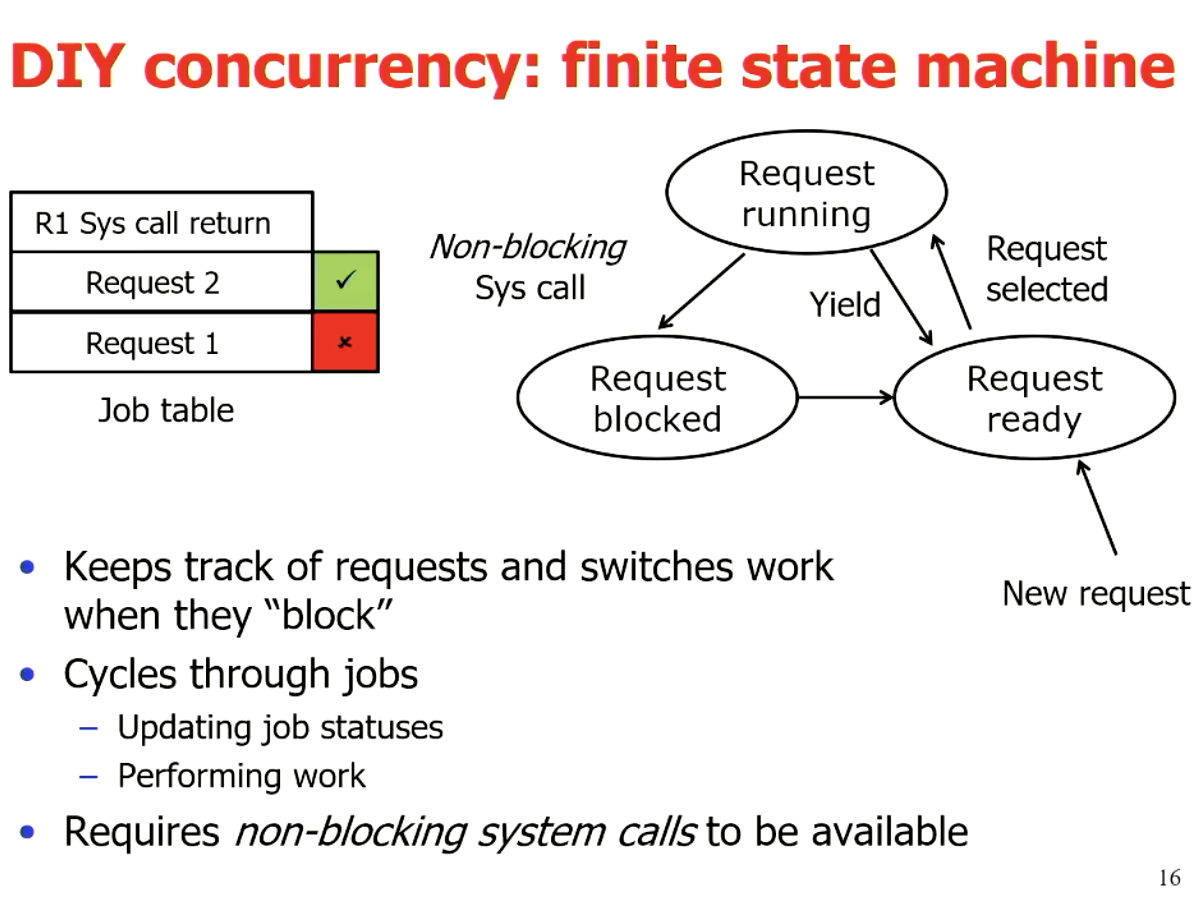 DIY concurrency: finite state machine
R1 Sys call return
Request 2 ✓
Request 1 ✗
Job table
Request
running
Non-blocking
Sys call
Yield
Request
selected
Request
blocked
Request
ready
New request
• Keeps track of requests and switches work
when they “block”
• Cycles through jobs
– Updating job statuses
– Performing work
• Requires non-blocking system calls to be available
16